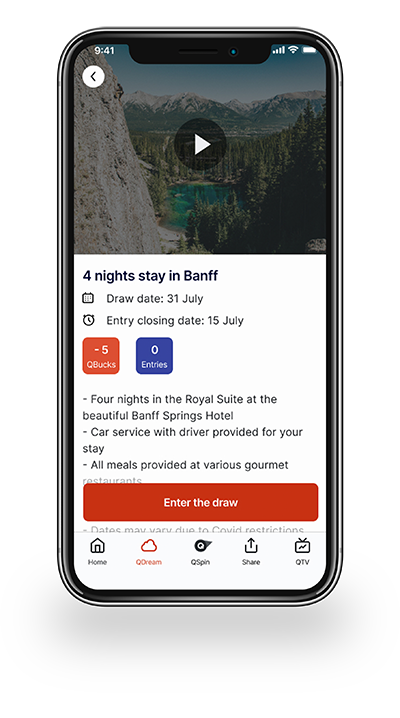 9:41
4 nights stay in Banff
Draw date: 31 July
Entry closing date: 15 July
- 5
QBucks
0
Entries
- Four nights in the Royal Suite at the
beautiful Banff Springs Hotel
- Car service with driver provided for your
stay
- All meals provided at various gourmet
restaurants
Enter the draw
- Dates may vary due to Covid restrictions
Home
QDream
QSpin
Share
QTV